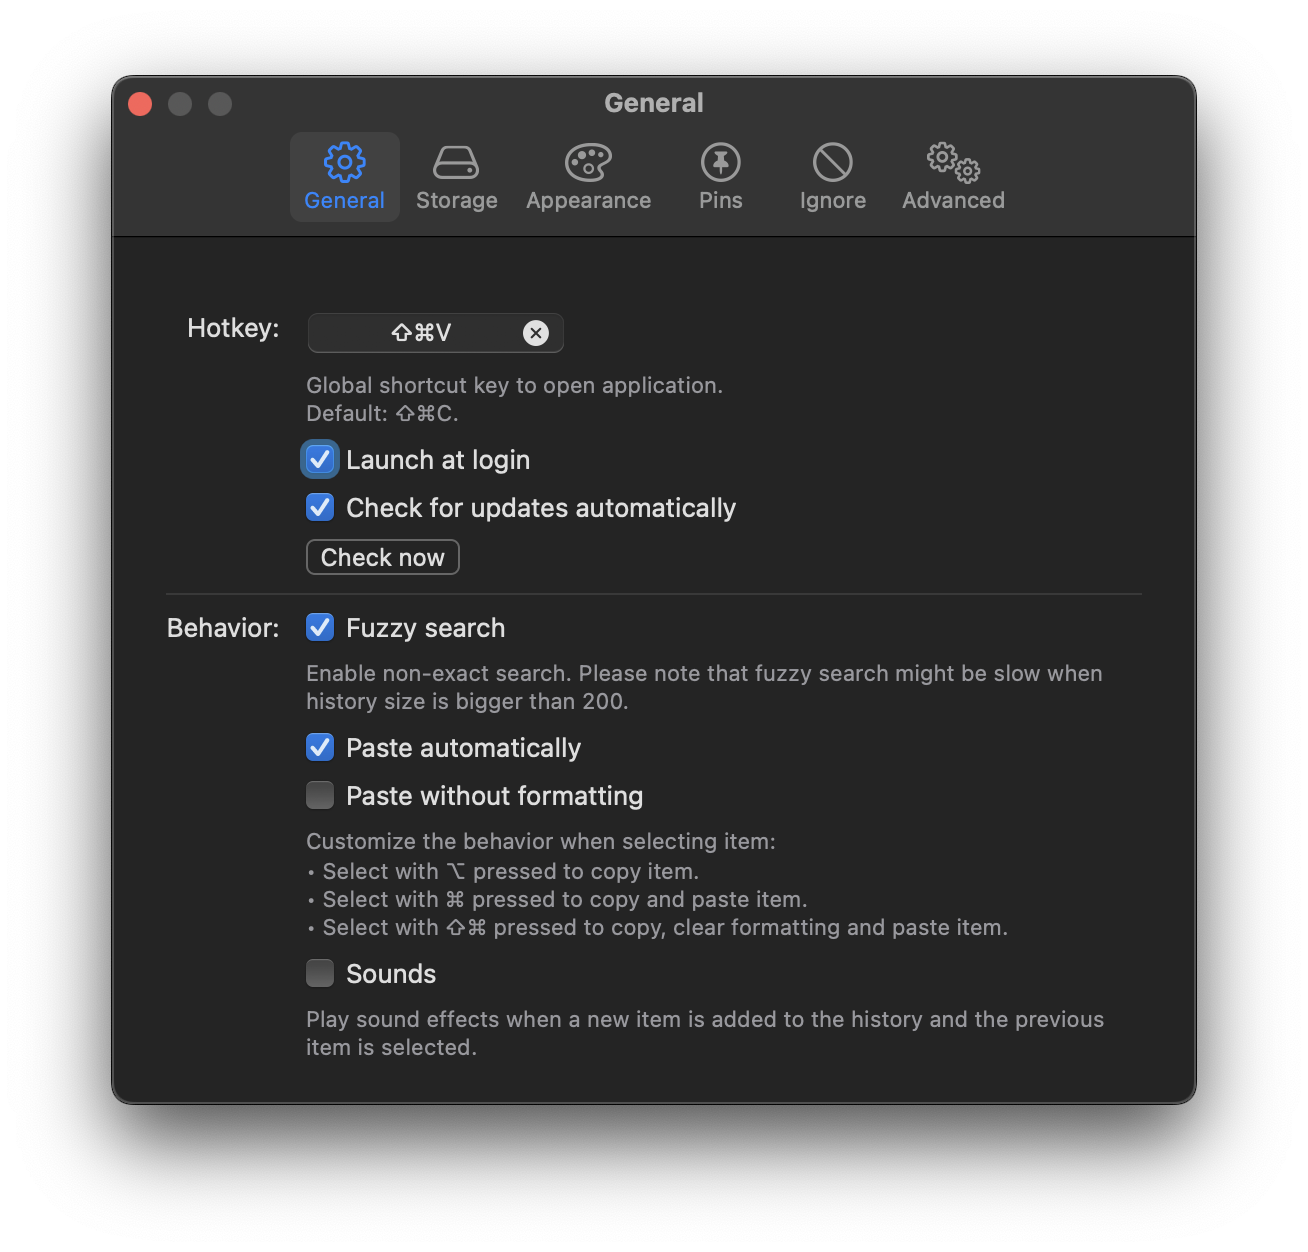 General
General
Storage
Appearance
Pins
Ignore
Advanced
Hotkey:
⇧⌘V
Global shortcut key to open application.
Default: ⇧⌘C.
Launch at login
Check for updates automatically
Check now
Behavior:
Fuzzy search
Enable non-exact search. Please note that fuzzy search might be slow when
history size is bigger than 200.
Paste automatically
Paste without formatting
Customize the behavior when selecting item:
• Select with ⌥ pressed to copy item.
• Select with ⌘ pressed to copy and paste item.
• Select with ⇧⌘ pressed to copy, clear formatting and paste item.
Sounds
Play sound effects when a new item is added to the history and the previous
item is selected.